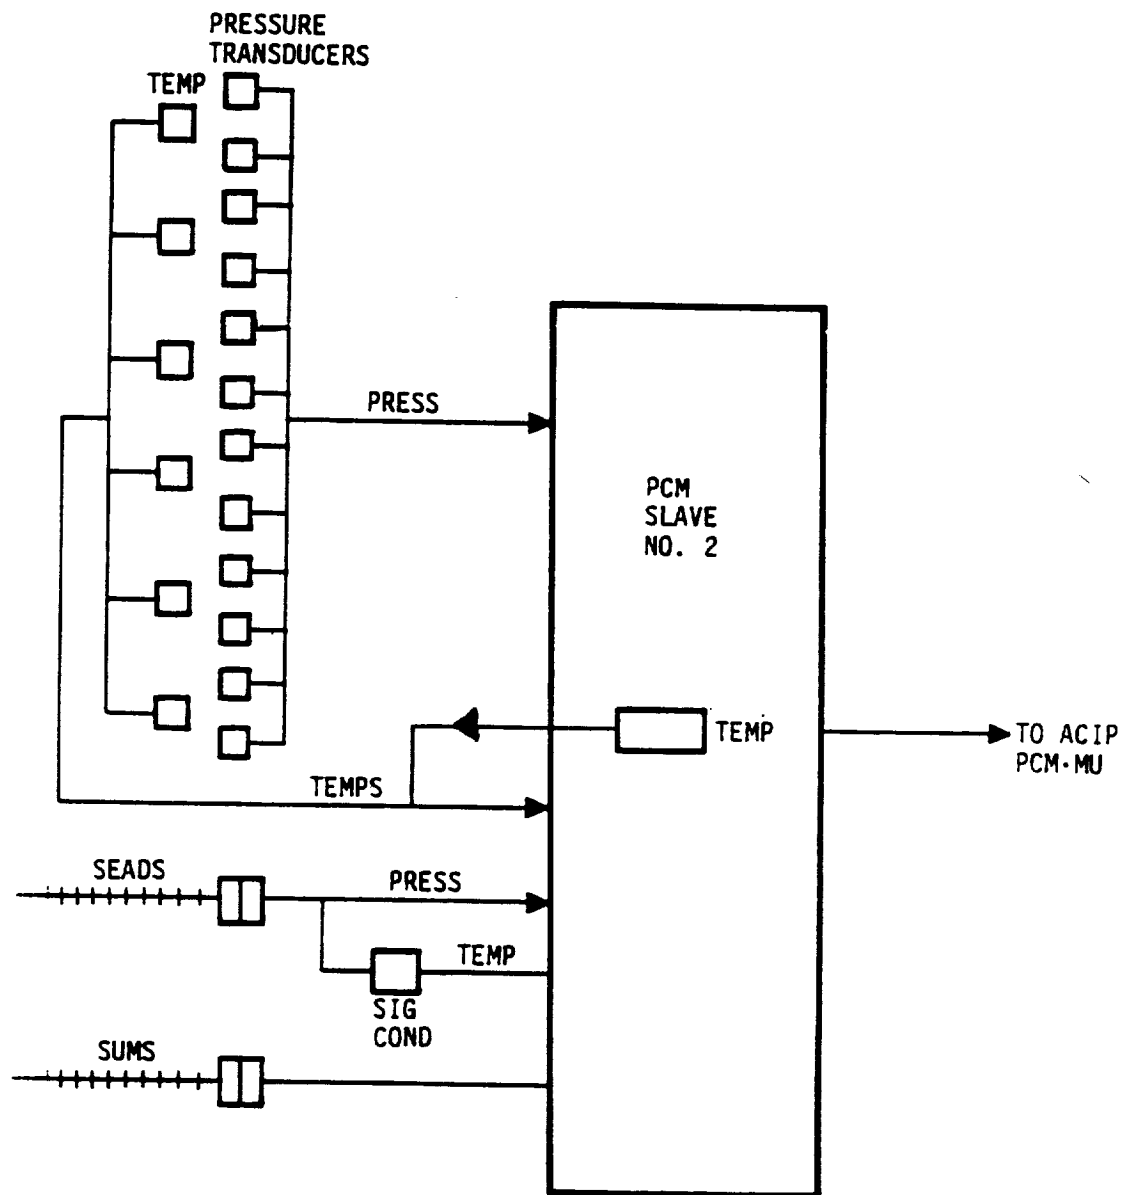 PRESSURE
TRANSDUCERS
TEMP
PRESS
PCM
SLAVE
NO. 2
TEMP
TO ACIP
PCM·MU
TEMPS
SEADS
PRESS
TEMP
SIG
COND
SUMS